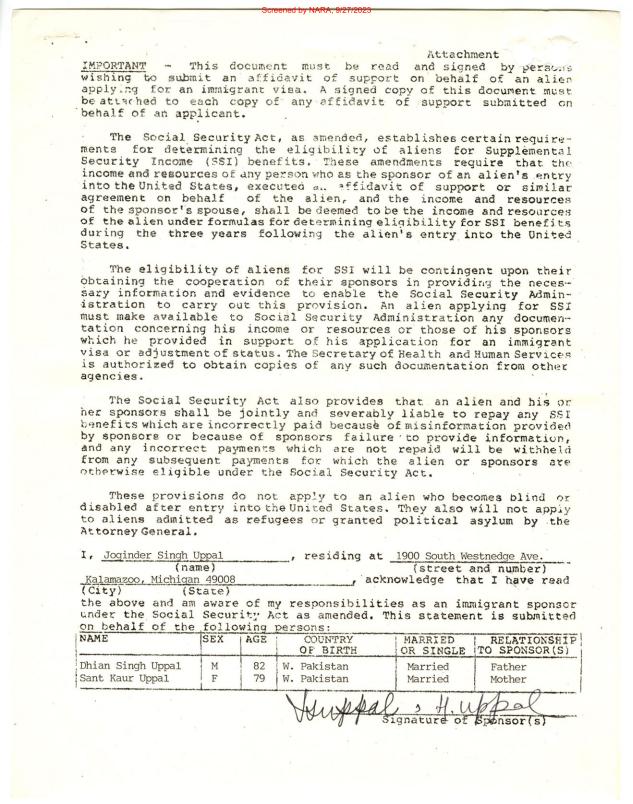 Screened by NARA, 9/27/2023
Attachment
IMPORTANT - This document must be read and signed by persons
wishing to submit an affidavit of support on behalf of an alien
applying for an immigrant visa. A signed copy of this document must
be attached to each copy of any affidavit of support submitted on
behalf of an applicant.
The Social Security Act, as amended, establishes certain require-
ments for determining the eligibility of aliens for Supplemental
Security Income (SSI) benefits. These amendments require that the
income and resources of any person who as the sponsor of an alien's entry
into the United States, executed an affidavit of support or similar
agreement on behalf of the alien, and the income and resources
of the sponsor's spouse, shall be deemed to be the income and resources
of the alien under formulas for determining eligibility for SSI benefits
during the three years following the alien's entry into the United
States.
The eligibility of aliens for SSI will be contingent upon their
obtaining the cooperation of their sponsors in providing the neces-
sary information and evidence to enable the Social Security Admin-
istration to carry out this provision. An alien applying for SSI
must make available to Social Security Administration any documen-
tation concerning his income or resources or those of his sponsors
which he provided in support of his application for an immigrant
visa or adjustment of status. The Secretary of Health and Human Services
is authorized to obtain copies of any such documentation from other
agencies.
The Social Security Act also provides that an alien and his or
her sponsors shall be jointly and severably liable to repay any SSI
benefits which are incorrectly paid because of misinformation provided
by sponsors or because of sponsors failure to provide information,
and any incorrect payments which are not repaid will be withheld
from any subsequent payments for which the alien or sponsors are
otherwise eligible under the Social Security Act.
These provisions do not apply to an alien who becomes blind or
disabled after entry into the United States. They also will not apply
to aliens admitted as refugees or granted political asylum by the
Attorney General.
I, Joginder Singh Uppal, residing at 1900 South Westnedge Ave.
(name) (street and number)
Kalamazoo, Michigan 49008, acknowledge that I have read
(City) (State)
the above and am aware of my responsibilities as an immigrant sponsor
under the Social Security Act as amended. This statement is submitted
on behalf of the following persons:
NAME SEX AGE COUNTRY MARRIED RELATIONSHIP
OF BIRTH OR SINGLE TO SPONSOR(S)
Dhian Singh Uppal M 82 W. Pakistan Married Father
Sant Kaur Uppal F 79 W. Pakistan Married Mother
JSUppal , H. Uppal
Signature of Sponsor(s)